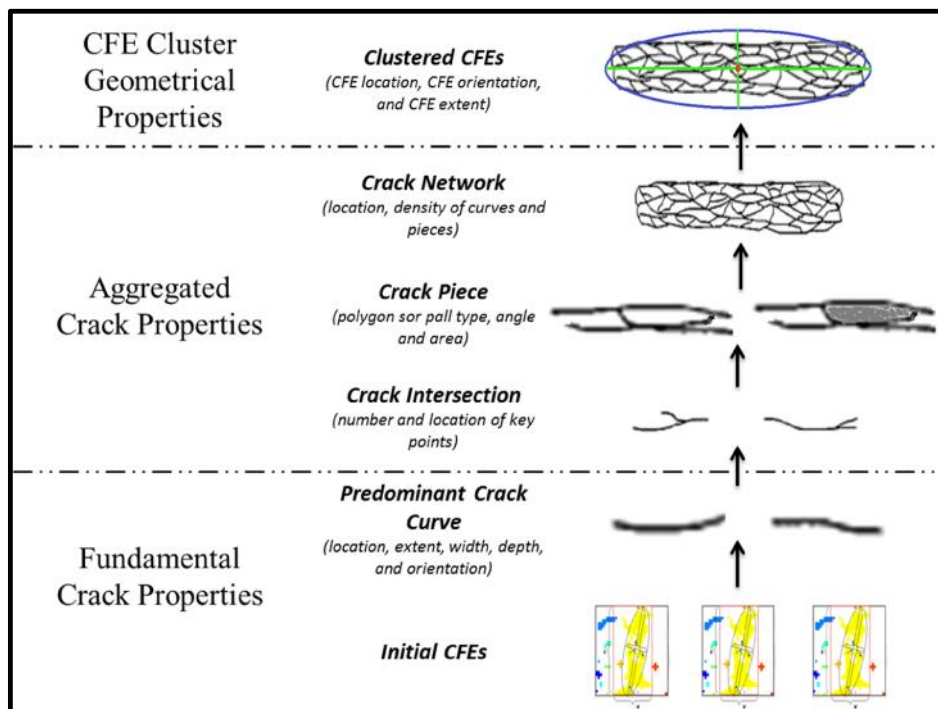 CFE Cluster
Geometrical
Properties
Clustered CFEs
(CFE location, CFE orientation,
and CFE extent)
Aggregated
Crack Properties
Crack Network
(location, density of curves and
pieces)
Crack Piece
(polygon sor pall type, angle
and area)
Crack Intersection
(number and location of key
points)
Fundamental
Crack Properties
Predominant Crack
Curve
(location, extent, width, depth,
and orientation)
Initial CFEs